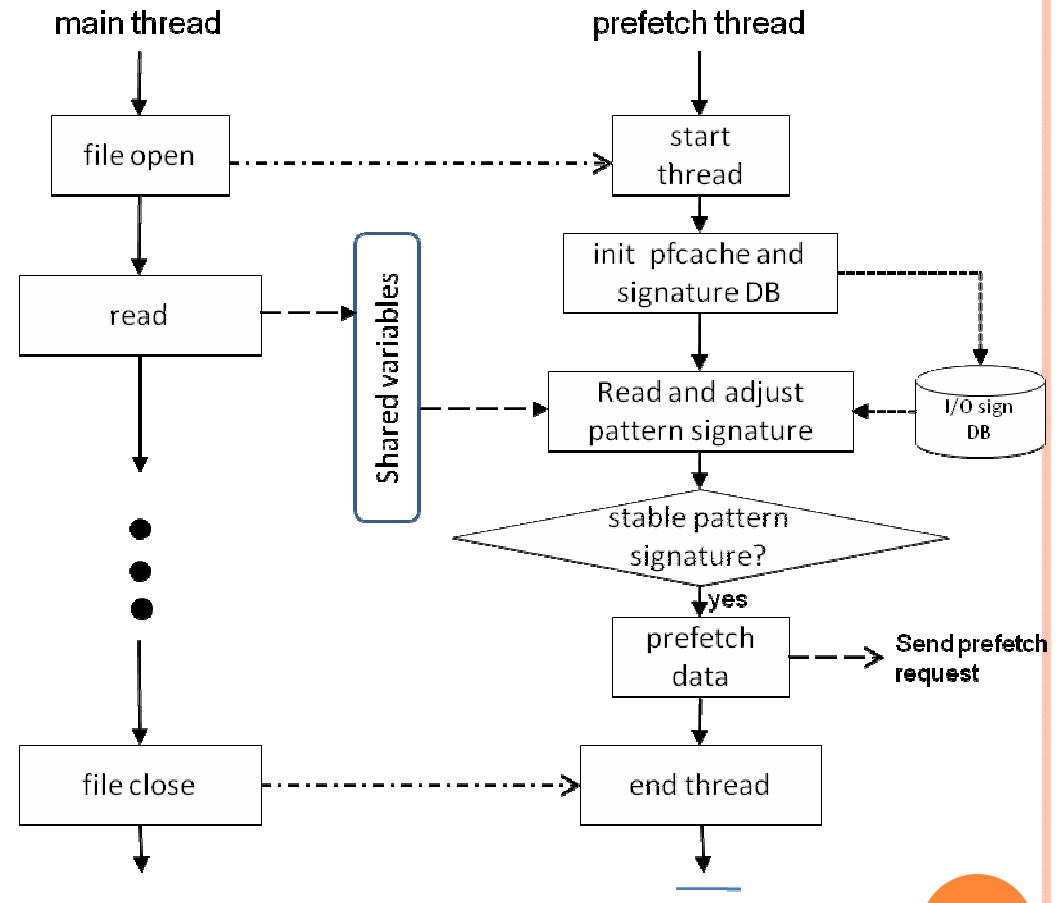 main thread
prefetch thread
file open
start
thread
init pfcache and
signature DB
read
Shared variables
Read and adjust
pattern signature
I/O sign
DB
stable pattern
signature?
yes
prefetch
data
Send prefetch
request
file close
end thread